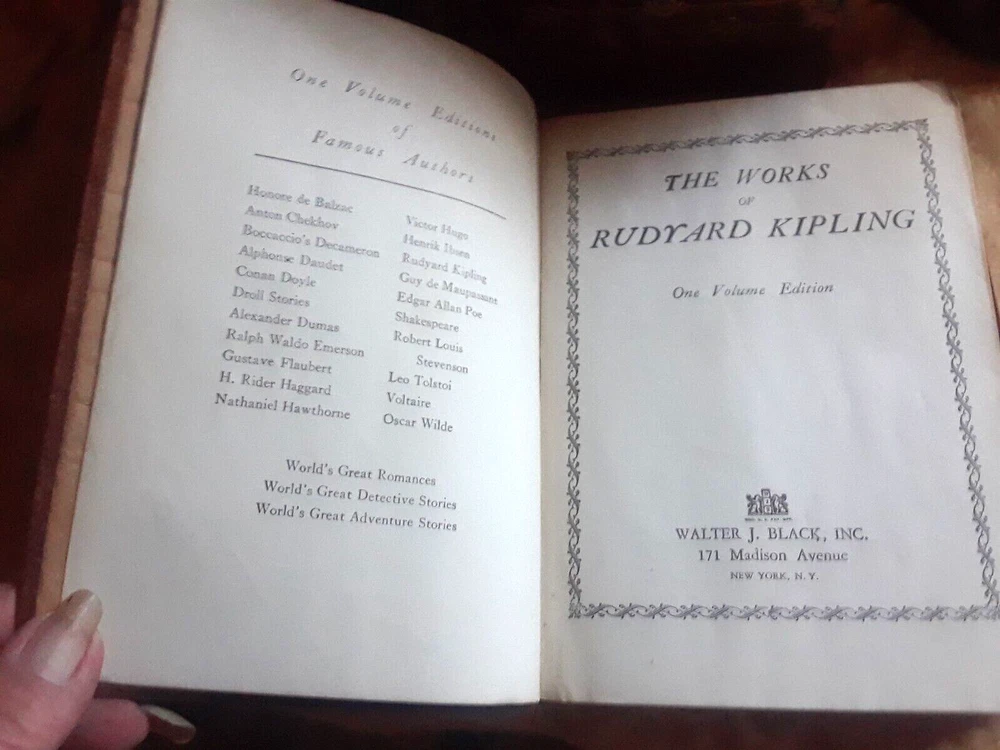 One Volume Editions
of
Famous Authors
Honore de Balzac
Anton Chekhov
Boccaccio's Decameron
Alphonse Daudet
Conan Doyle
Droll Stories
Alexander Dumas
Ralph Waldo Emerson
Gustave Flaubert
H. Rider Haggard
Nathaniel Hawthorne
Victor Hugo
Henrik Ibsen
Rudyard Kipling
Guy de Maupassant
Edgar Allan Poe
Shakespeare
Robert Louis
Stevenson
Leo Tolstoi
Voltaire
Oscar Wilde
World's Great Romances
World's Great Detective Stories
World's Great Adventure Stories
THE WORKS
OF
RUDYARD KIPLING
One Volume Edition
WALTER J. BLACK, INC.
171 Madison Avenue
NEW YORK, N. Y.